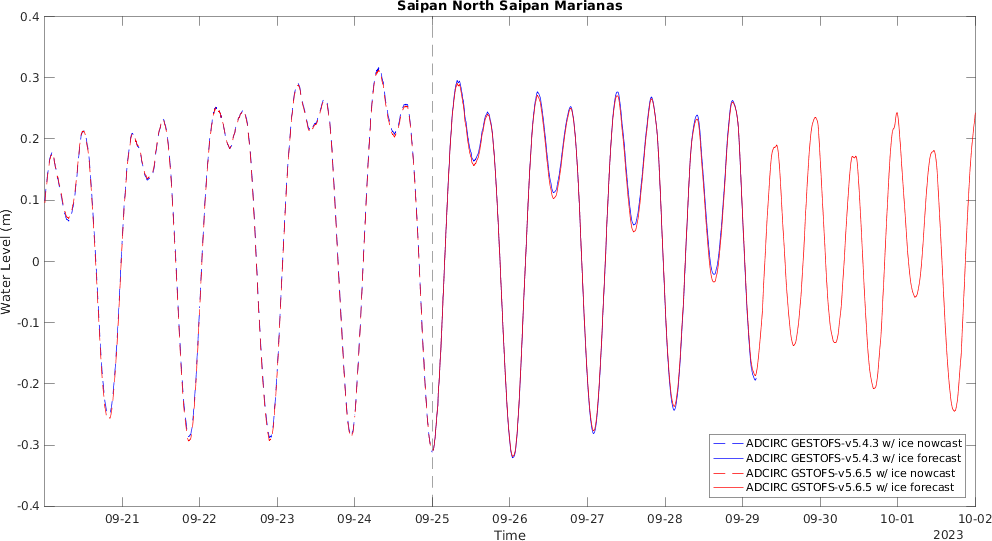 Saipan North Saipan Marianas
0.4
0.3
0.2
0.1
0
-0.1
-0.2
-0.3
-0.4
Water Level (m)
09-21 09-22 09-23 09-24 09-25 09-26 09-27 09-28 09-29 09-30 10-01 10-02
Time
2023
ADCIRC GESTOFS-v5.4.3 w/ ice nowcast
ADCIRC GESTOFS-v5.4.3 w/ ice forecast
ADCIRC GSTOFS-v5.6.5 w/ ice nowcast
ADCIRC GSTOFS-v5.6.5 w/ ice forecast